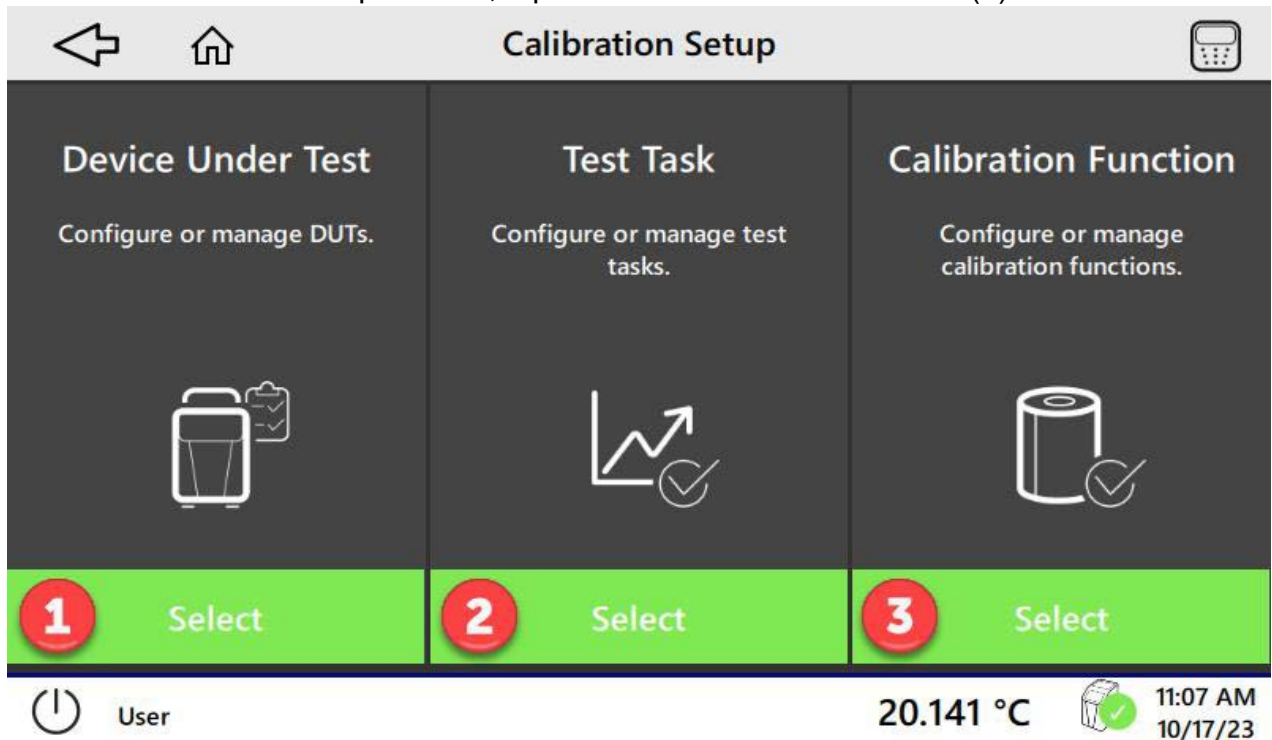 Calibration Setup
Device Under Test
Configure or manage DUTs.
Test Task
Configure or manage test
tasks.
Calibration Function
Configure or manage
calibration functions.
1 Select
2 Select
3 Select
User
20.141 °C
11:07 AM
10/17/23